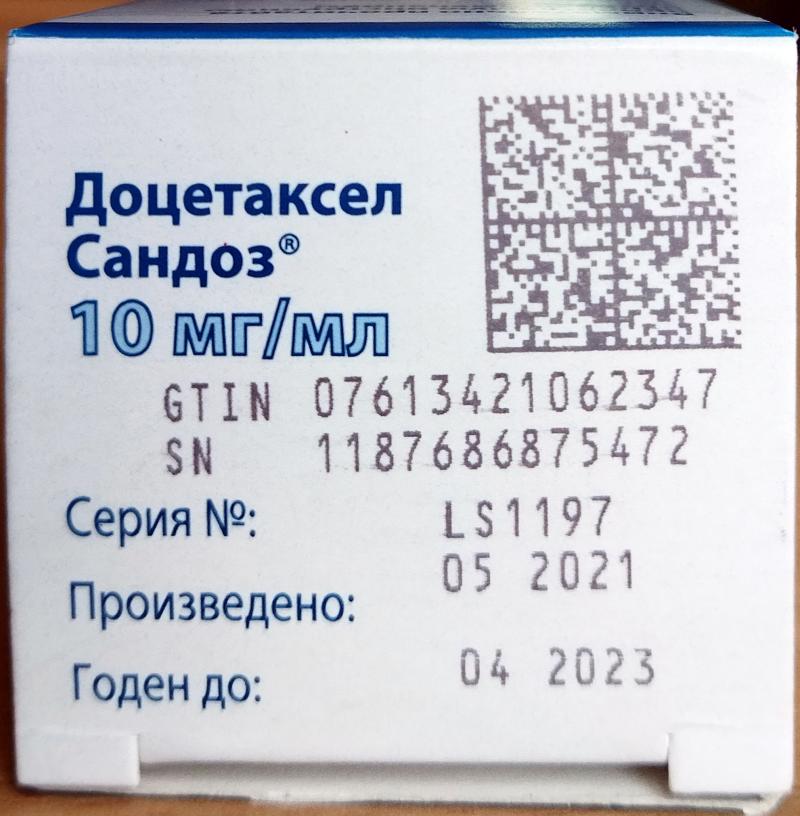 Доцетаксел
Сандоз®
10 мг/мл
GTIN 07613421062347
SN 1187686875472
Серия №: LS1197
05 2021
Произведено:
Годен до: 04 2023